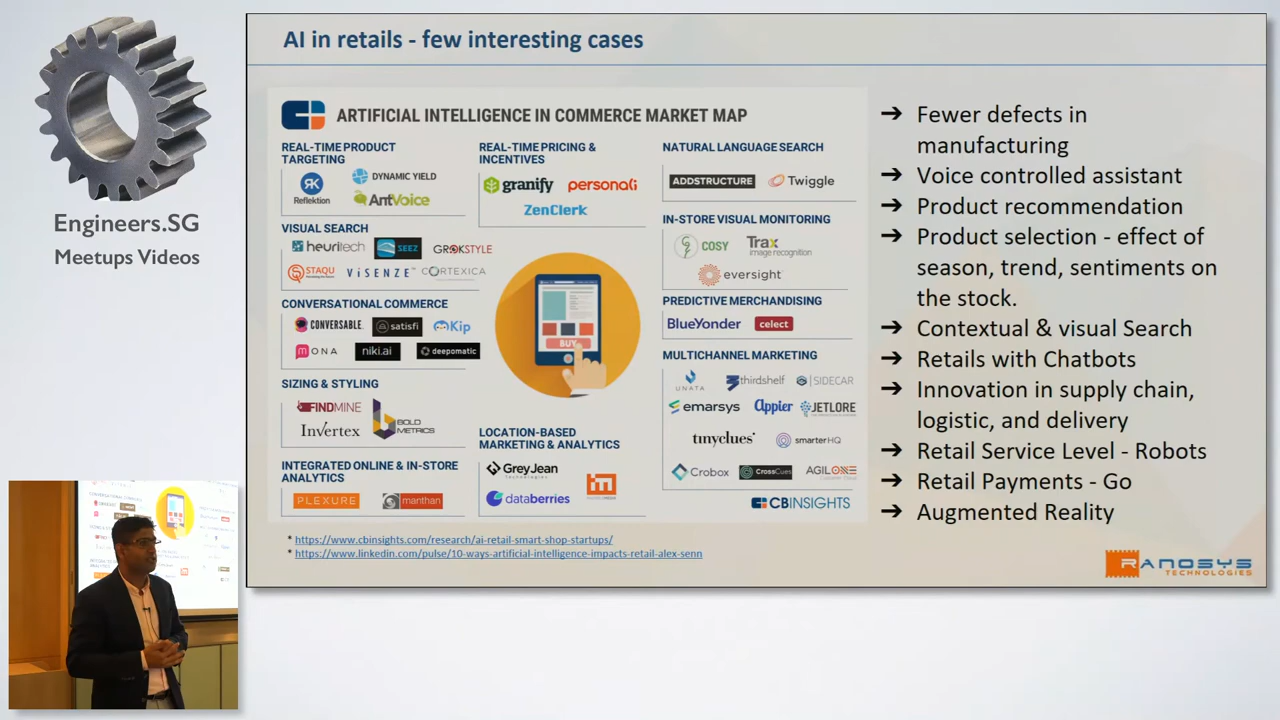 Engineers.SG
Meetups Videos
AI in retails - few interesting cases
ARTIFICIAL INTELLIGENCE IN COMMERCE MARKET MAP
REAL-TIME PRODUCT
TARGETING
RK
Reflektion
DYNAMIC YIELD
AntVoice
VISUAL SEARCH
heuritech
SEEZ
GROKSTYLE
STAQU
ViSENZE
CORTEXICA
CONVERSATIONAL COMMERCE
CONVERSABLE
satisfi
Kip
MONA
niki.ai
deepomatic
SIZING & STYLING
FINDMINE
Invertex
BOLD
METRICS
INTEGRATED ONLINE & IN-STORE
ANALYTICS
PLEXURE
manthan
REAL-TIME PRICING &
INCENTIVES
granify
personali
ZenClerk
BUY
LOCATION-BASED
MARKETING & ANALYTICS
GREYJEAN
Technologies
databerries
NATURAL LANGUAGE SEARCH
ADDSTRUCTURE
Twiggle
IN-STORE VISUAL MONITORING
COSY
Trax
image recognition
eversight
PREDICTIVE MERCHANDISING
BlueYonder
celect
MULTICHANNEL MARKETING
UNATA
thirdshelf
SIDECAR
emarsys
Appier
JETLORE
tinyclues
smarterHQ
Crobox
CrossCues
AGILONE
CBINSIGHTS
* https://www.cbinsights.com/research/ai-retail-smart-shop-startups/
* https://www.linkedin.com/pulse/10-ways-artificial-intelligence-impacts-retail-alex-senn
➔ Fewer defects in
manufacturing
➔ Voice controlled assistant
➔ Product recommendation
➔ Product selection - effect of
season, trend, sentiments on
the stock.
➔ Contextual & visual Search
➔ Retails with Chatbots
➔ Innovation in supply chain,
logistic, and delivery
➔ Retail Service Level - Robots
➔ Retail Payments - Go
➔ Augmented Reality
RANOSYS
TECHNOLOGIES